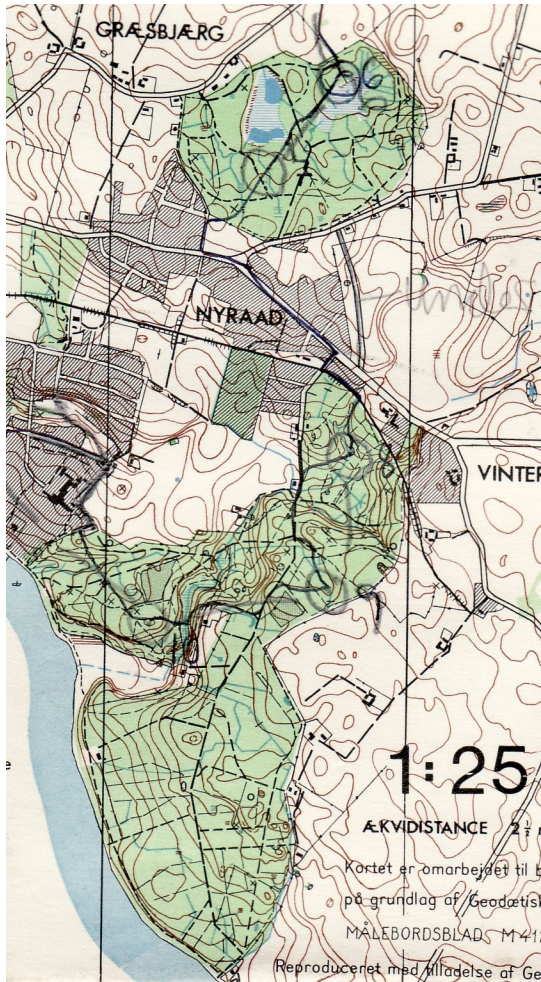 GRÆSBJÆRG
NYRAAD
VINTER
1:25
ÆKVIDISTANCE 2½
Kortet er omarbejdet til b
på grundlag af Geodætisk
MÅLEBORDSBLAD, M 41
Reproduceret med tilladelse af Ge